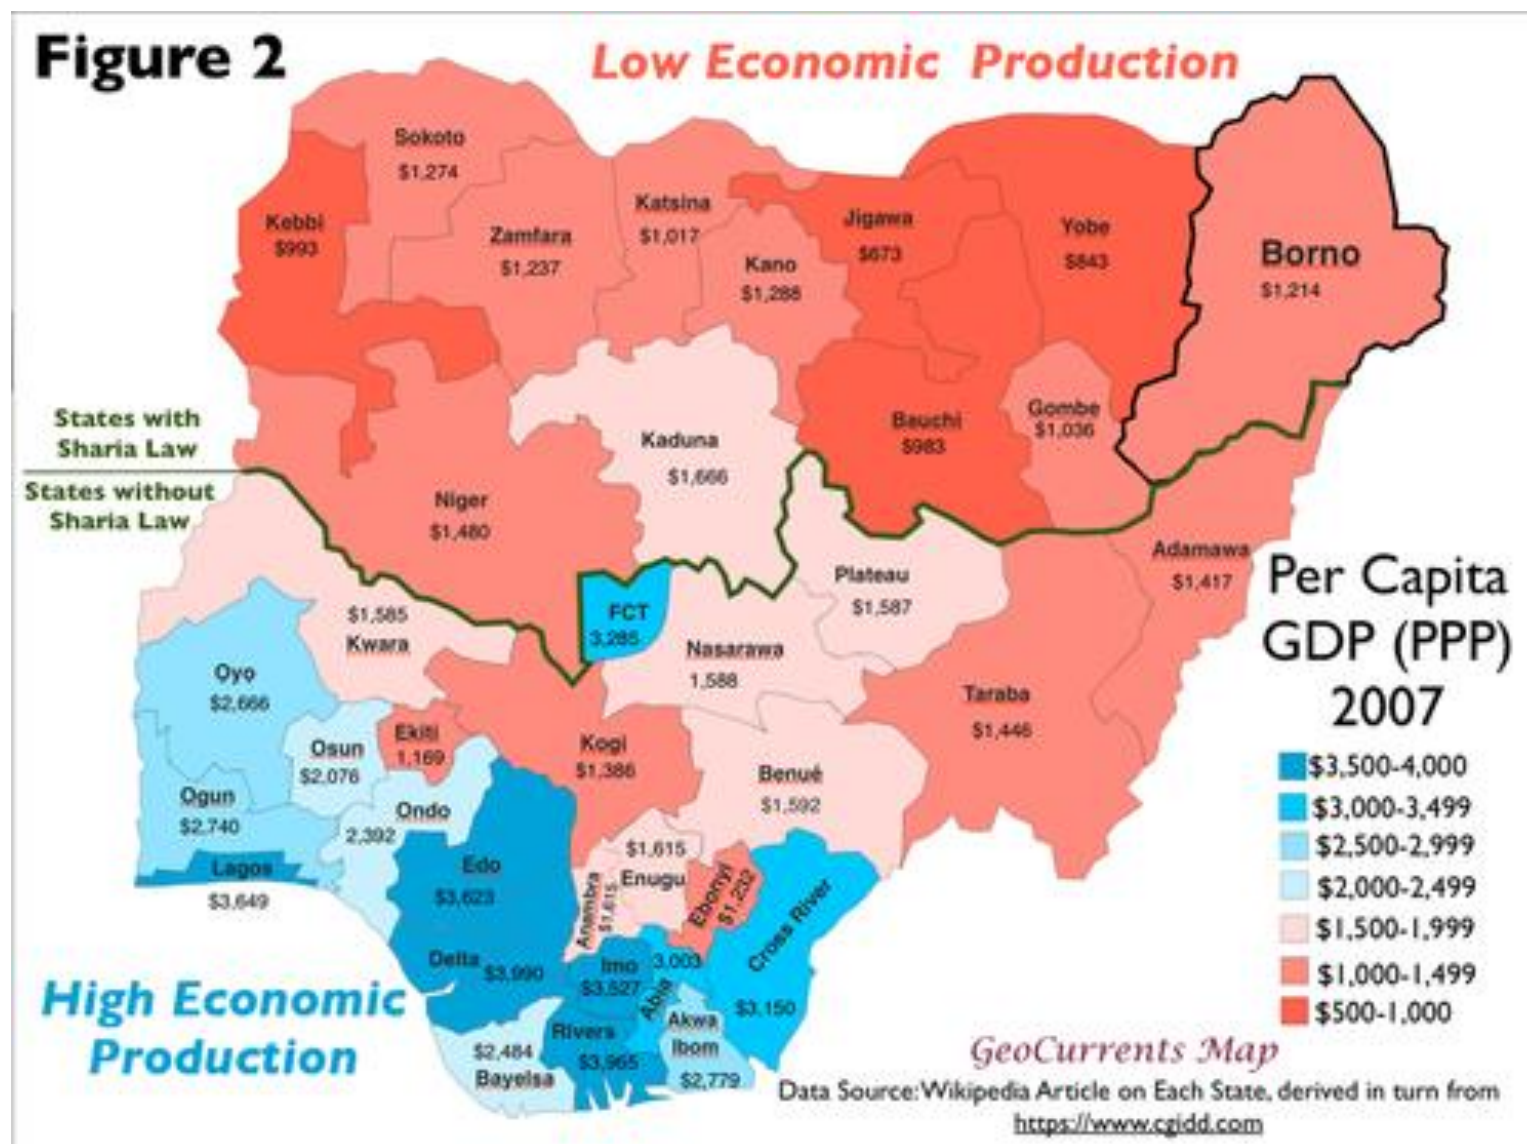 Figure 2
Low Economic Production
Sokoto
$1,274
Kebbi
$993
Zamfara
$1,237
Katsina
$1,017
Kano
$1,288
Jigawa
$673
Yobe
$843
Borno
$1,214
States with
Sharia Law
States without
Sharia Law
Niger
$1,480
Kaduna
$1,666
Bauchi
$983
Gombe
$1,036
Adamawa
$1,417
Plateau
$1,587
FCT
3,285
Nasarawa
1,588
$1,585
Kwara
Oyo
$2,666
Osun
$2,076
Ekiti
1,169
Kogi
$1,386
Benué
$1,592
Taraba
$1,446
Ogun
$2,740
Ondo
2,392
Lagos
$3,649
Edo
$3,623
$1,615
Enugu
Anambra
$1,615
Ebonyi
$1,232
Cross River
$3,150
Delta
$3,990
Imo
$3,527
3,003
Abia
Rivers
$3,965
Akwa
Ibom
$2,779
$2,484
Bayelsa
High Economic
Production
Per Capita
GDP (PPP)
2007
$3,500-4,000
$3,000-3,499
$2,500-2,999
$2,000-2,499
$1,500-1,999
$1,000-1,499
$500-1,000
GeoCurrents Map
Data Source: Wikipedia Article on Each State, derived in turn from
https://www.cgidd.com